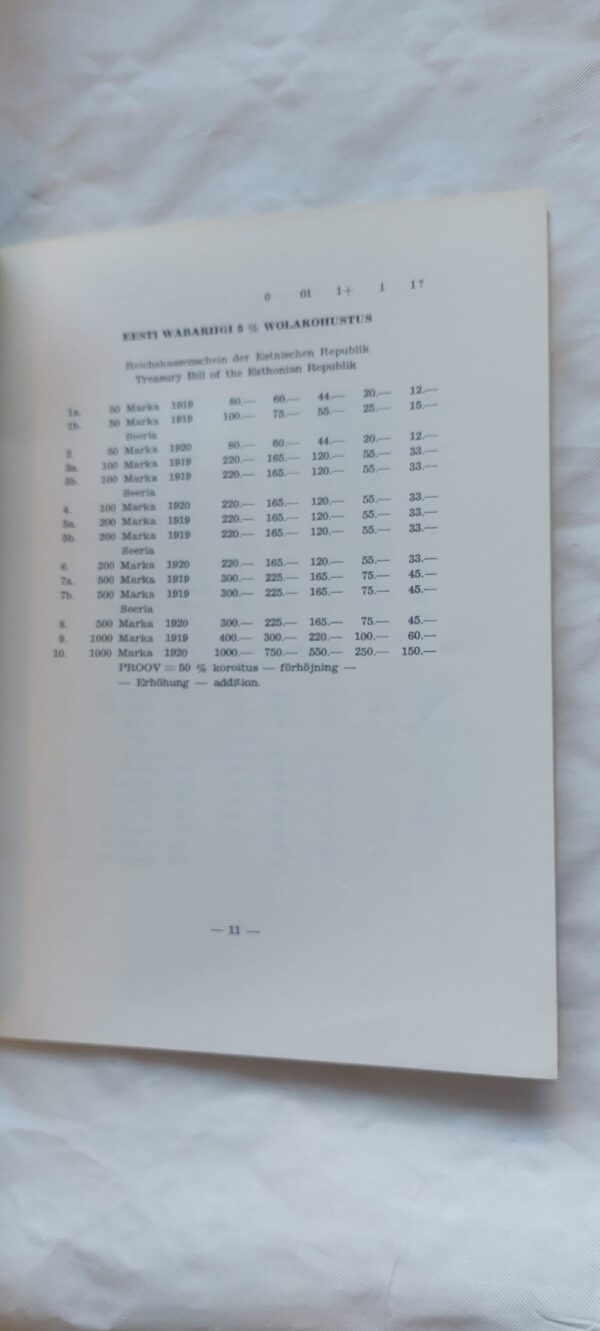 0 01 1+ 1 1?
EESTI WABARIIGI 5 % WOLAKOHUSTUS
Reichskassenschein der Estnischen Republik
Treasury Bill of the Esthonian Republik
1a. 50 Marka 1919 80.— 60.— 44.— 20.— 12.—
1b. 50 Marka 1919 100.— 75.— 55.— 25.— 15.—
Seeria
2. 50 Marka 1920 80.— 60.— 44.— 20.— 12.—
3a. 100 Marka 1919 220.— 165.— 120.— 55.— 33.—
3b. 100 Marka 1919 220.— 165.— 120.— 55.— 33.—
Seeria
4. 100 Marka 1920 220.— 165.— 120.— 55.— 33.—
5a. 200 Marka 1919 220.— 165.— 120.— 55.— 33.—
5b. 200 Marka 1919 220.— 165.— 120.— 55.— 33.—
Seeria
6. 200 Marka 1920 220.— 165.— 120.— 55.— 33.—
7a. 500 Marka 1919 300.— 225.— 165.— 75.— 45.—
7b. 500 Marka 1919 300.— 225.— 165.— 75.— 45.—
Seeria
8. 500 Marka 1920 300.— 225.— 165.— 75.— 45.—
9. 1000 Marka 1919 400.— 300.— 220.— 100.— 60.—
10. 1000 Marka 1920 1000.— 750.— 550.— 250.— 150.—
PROOV = 50 % koroitus — förhöjning —
— Erhöhung — addition.
— 11 —